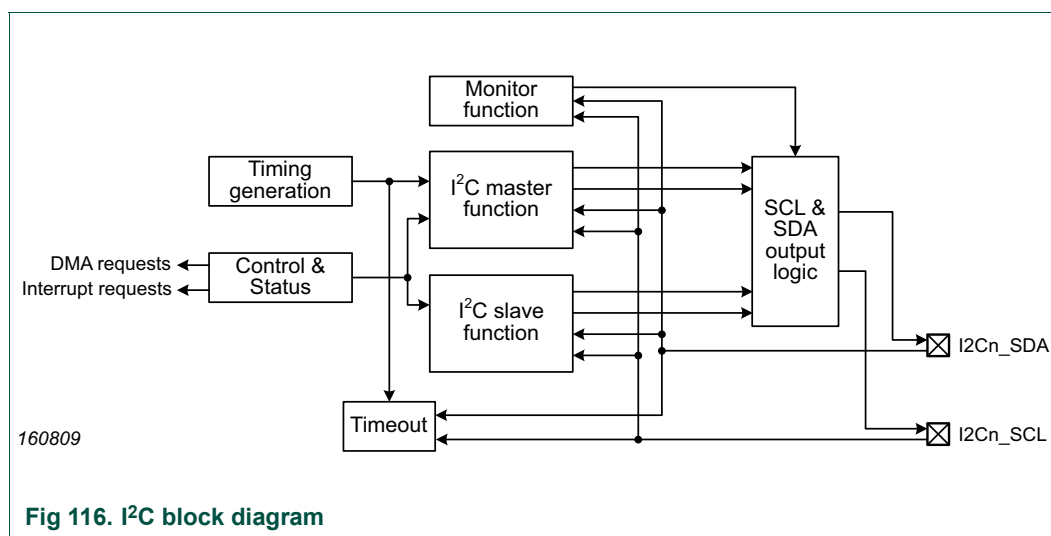 Monitor
function
Timing
generation
I²C master
function
SCL &
SDA
output
logic
DMA requests
Interrupt requests
Control &
Status
I²C slave
function
I2Cn_SDA
Timeout
I2Cn_SCL
160809
Fig 116. I²C block diagram